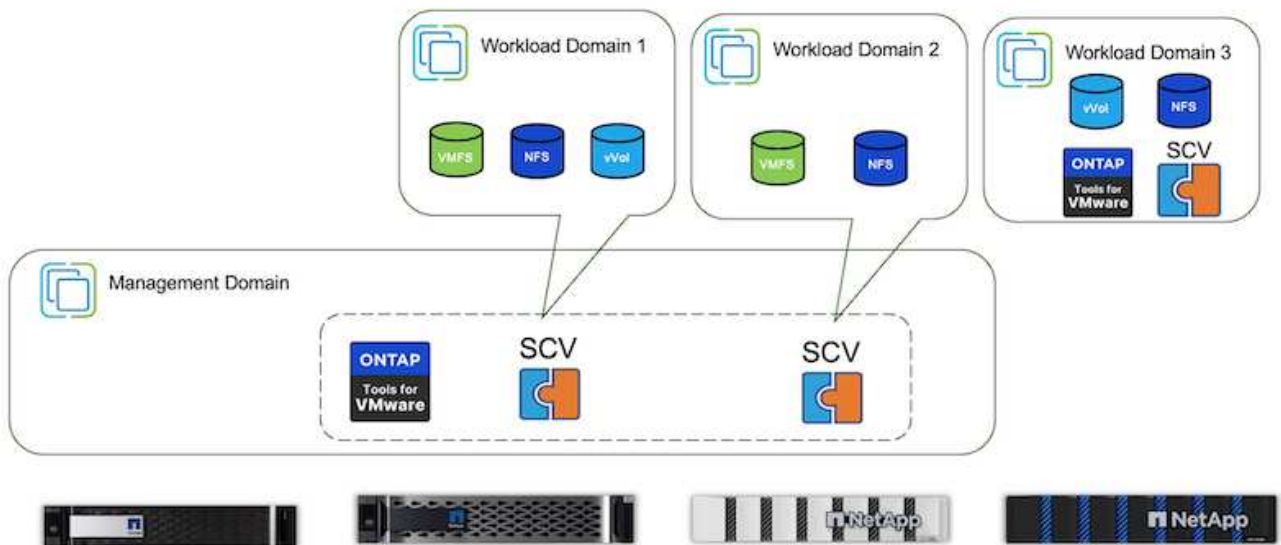 Workload Domain 1
VMFS
NFS
vVol
Workload Domain 2
VMFS
NFS
Workload Domain 3
vVol
NFS
ONTAP
Tools for
VMware
SCV
Management Domain
ONTAP
Tools for
VMware
SCV
SCV
NetApp
NetApp